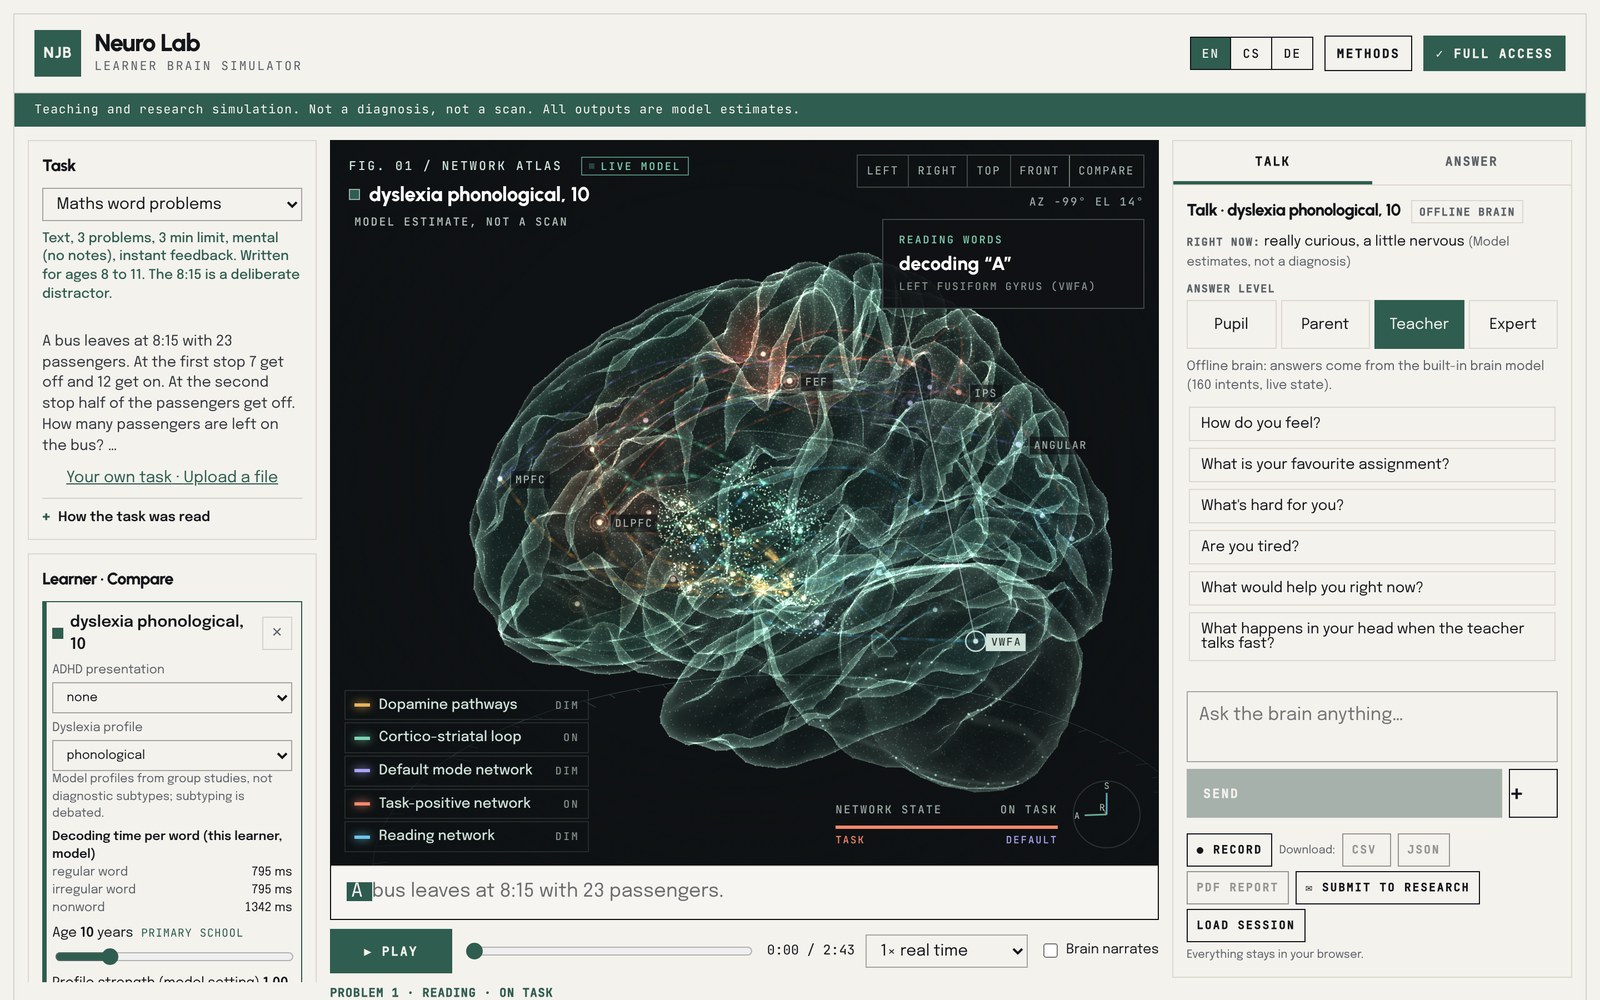 NJB
Neuro Lab
LEARNER BRAIN SIMULATOR
EN CS DE
METHODS
✓ FULL ACCESS
Teaching and research simulation. Not a diagnosis, not a scan. All outputs are model estimates.
Task
Maths word problems
Text, 3 problems, 3 min limit, mental
(no notes), instant feedback. Written
for ages 8 to 11. The 8:15 is a deliberate
distractor.
A bus leaves at 8:15 with 23
passengers. At the first stop 7 get
off and 12 get on. At the second
stop half of the passengers get off.
How many passengers are left on
the bus? …
Your own task · Upload a file
+ How the task was read
Learner · Compare
dyslexia phonological,
10
×
ADHD presentation
none
Dyslexia profile
phonological
Model profiles from group studies, not
diagnostic subtypes; subtyping is
debated.
Decoding time per word (this learner,
model)
regular word 795 ms
irregular word 795 ms
nonword 1342 ms
Age 10 years PRIMARY SCHOOL
Profile strength (model setting) 1.00
FIG. 01 / NETWORK ATLAS
LIVE MODEL
dyslexia phonological, 10
MODEL ESTIMATE, NOT A SCAN
LEFT RIGHT TOP FRONT COMPARE
AZ -99° EL 14°
READING WORDS
decoding “A”
LEFT FUSIFORM GYRUS (VWFA)
FEF
IPS
ANGULAR
MPFC
DLPFC
VWFA
Dopamine pathways DIM
Cortico-striatal loop ON
Default mode network DIM
Task-positive network ON
Reading network DIM
NETWORK STATE ON TASK
TASK DEFAULT
S
R
A
A bus leaves at 8:15 with 23 passengers.
▶ PLAY
0:00 / 2:43
1× real time
Brain narrates
PROBLEM 1 · READING · ON TASK
TALK
ANSWER
Talk · dyslexia phonological, 10
OFFLINE BRAIN
RIGHT NOW: really curious, a little nervous (Model
estimates, not a diagnosis)
ANSWER LEVEL
Pupil Parent Teacher Expert
Offline brain: answers come from the built-in brain model
(160 intents, live state).
How do you feel?
What is your favourite assignment?
What's hard for you?
Are you tired?
What would help you right now?
What happens in your head when the teacher
talks fast?
Ask the brain anything…
SEND
+
● RECORD
Download:
CSV
JSON
PDF REPORT
✉ SUBMIT TO RESEARCH
LOAD SESSION
Everything stays in your browser.